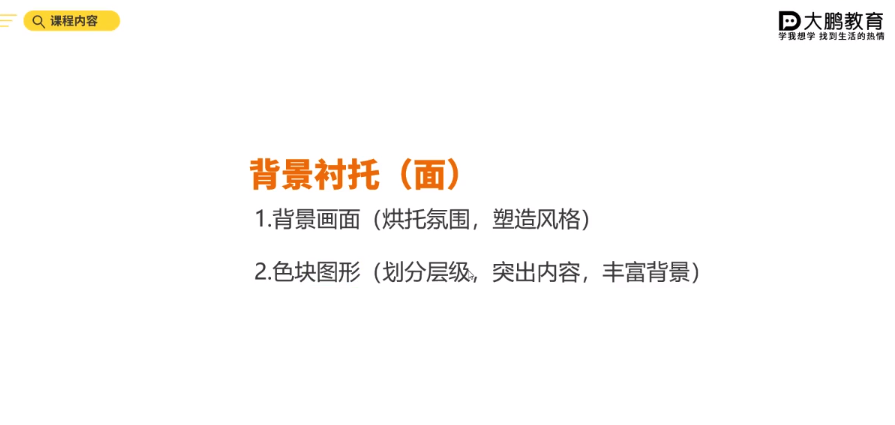 课程内容
大鹏教育
学我想学 找到生活的热情
背景衬托（面）
1.背景画面（烘托氛围，塑造风格）
2.色块图形（划分层级，突出内容，丰富背景）